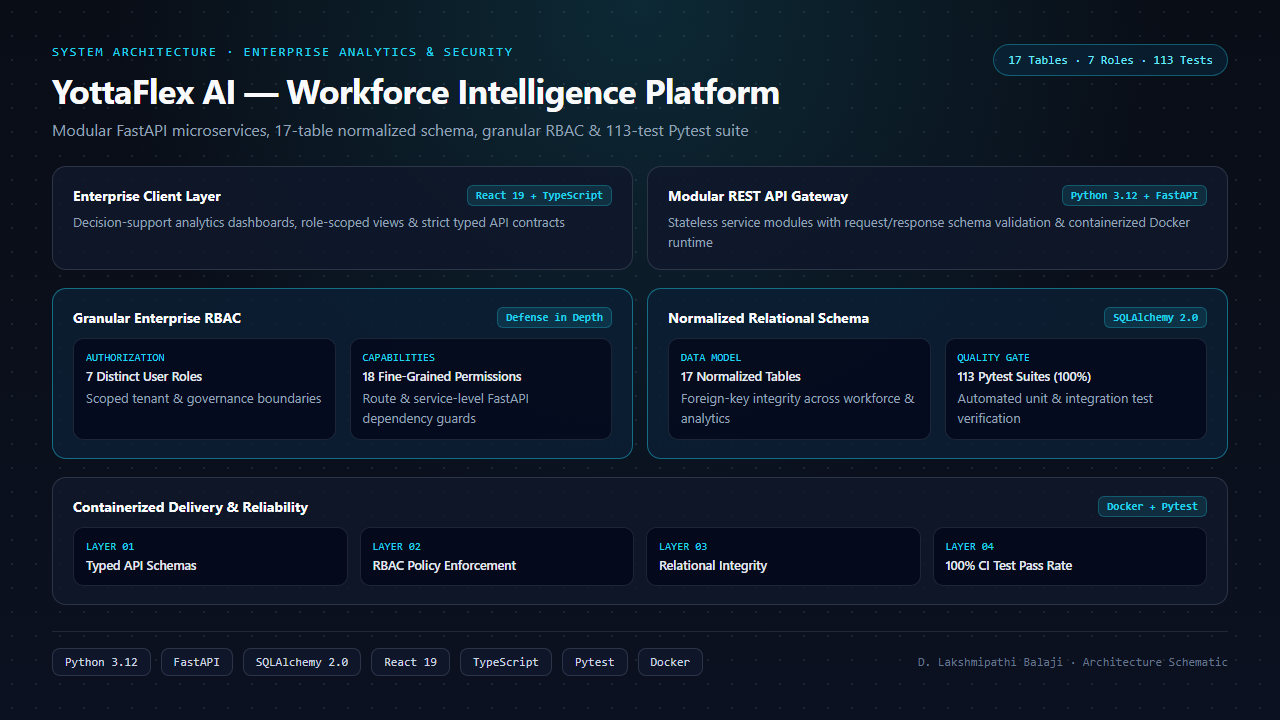 SYSTEM ARCHITECTURE · ENTERPRISE ANALYTICS & SECURITY
17 Tables · 7 Roles · 113 Tests
YottaFlex AI — Workforce Intelligence Platform
Modular FastAPI microservices, 17-table normalized schema, granular RBAC & 113-test Pytest suite
Enterprise Client Layer
React 19 + TypeScript
Decision-support analytics dashboards, role-scoped views & strict typed API contracts
Modular REST API Gateway
Python 3.12 + FastAPI
Stateless service modules with request/response schema validation & containerized Docker
runtime
Granular Enterprise RBAC
Defense in Depth
AUTHORIZATION
7 Distinct User Roles
Scoped tenant & governance boundaries
CAPABILITIES
18 Fine-Grained Permissions
Route & service-level FastAPI
dependency guards
Normalized Relational Schema
SQLAlchemy 2.0
DATA MODEL
17 Normalized Tables
Foreign-key integrity across workforce &
analytics
QUALITY GATE
113 Pytest Suites (100%)
Automated unit & integration test
verification
Containerized Delivery & Reliability
Docker + Pytest
LAYER 01
Typed API Schemas
LAYER 02
RBAC Policy Enforcement
LAYER 03
Relational Integrity
LAYER 04
100% CI Test Pass Rate
Python 3.12
FastAPI
SQLAlchemy 2.0
React 19
TypeScript
Pytest
Docker
D. Lakshmipathi Balaji · Architecture Schematic